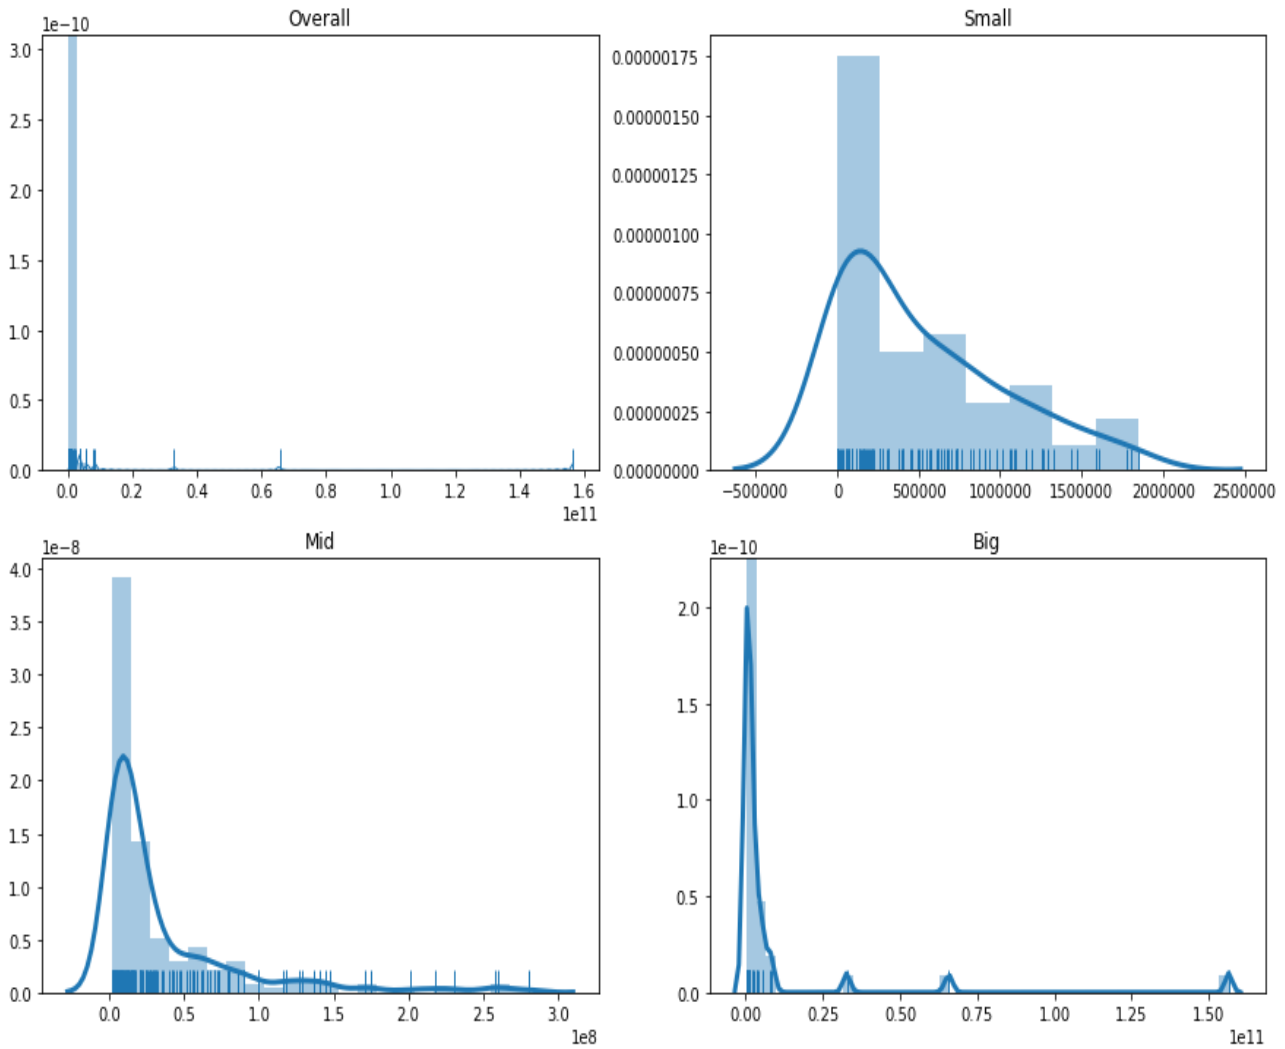 Overall
1e−10
3.0
2.5
2.0
1.5
1.0
0.5
0.0
0.0 0.2 0.4 0.6 0.8 1.0 1.2 1.4 1.6
1e11
Small
0.00000175
0.00000150
0.00000125
0.00000100
0.00000075
0.00000050
0.00000025
0.00000000
−500000 0 500000 1000000 1500000 2000000 2500000
Mid
1e−8
4.0
3.5
3.0
2.5
2.0
1.5
1.0
0.5
0.0
0.0 0.5 1.0 1.5 2.0 2.5 3.0
1e8
Big
1e−10
2.0
1.5
1.0
0.5
0.0
0.00 0.25 0.50 0.75 1.00 1.25 1.50
1e11